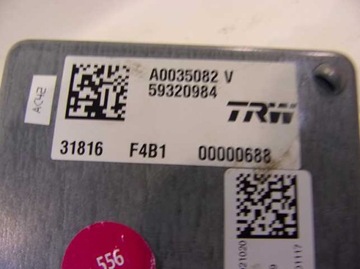 AC42
A0035082 V
59320984
TRW
31816 F4B1 00000688
556